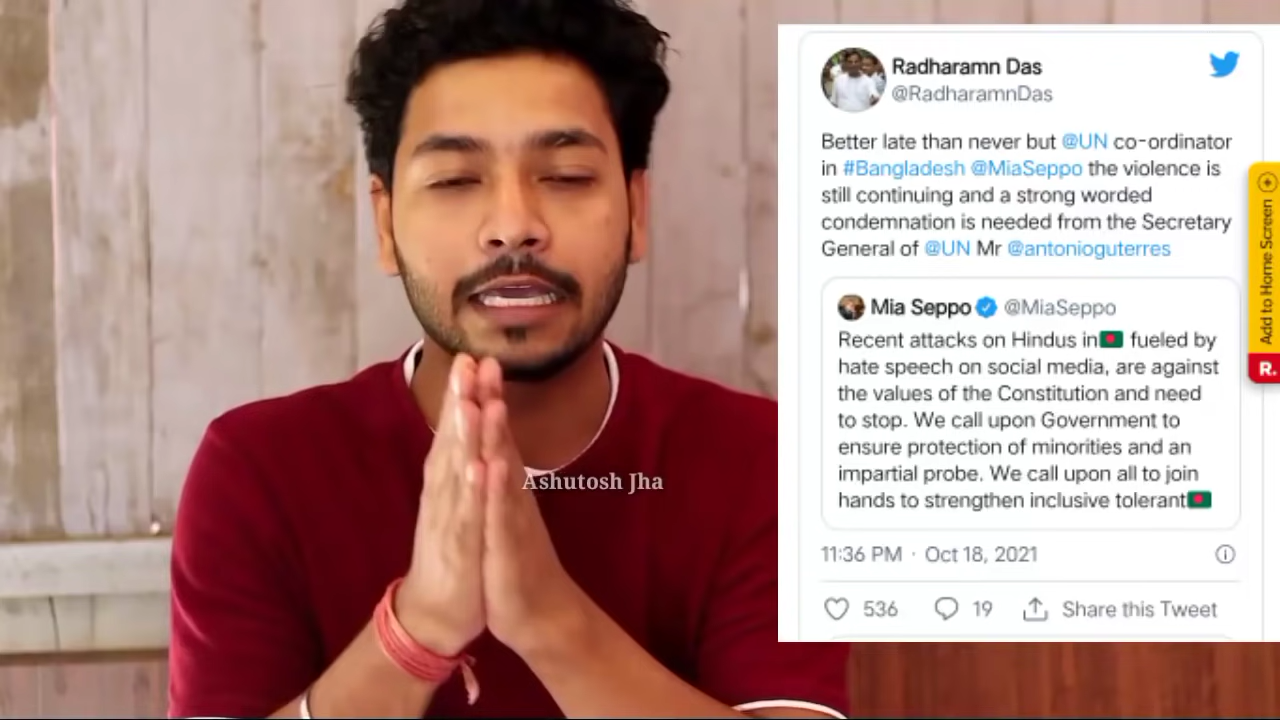 Radharamn Das
@RadharamnDas
Better late than never but @UN co-ordinator
in #Bangladesh @MiaSeppo the violence is
still continuing and a strong worded
condemnation is needed from the Secretary
General of @UN Mr @antonioguterres
Mia Seppo @MiaSeppo
Recent attacks on Hindus in🇧🇩 fueled by
hate speech on social media, are against
the values of the Constitution and need
to stop. We call upon Government to
ensure protection of minorities and an
impartial probe. We call upon all to join
hands to strengthen inclusive tolerant🇧🇩
11:36 PM · Oct 18, 2021
536 19 Share this Tweet
Add to Home Screen
R.
Ashutosh Jha